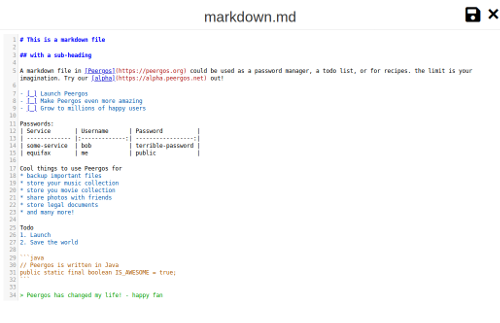 markdown.md
1 # This is a markdown file
2
3 ## with a sub-heading
4
5 A markdown file in [Peergos](https://peergos.org) could be used as a password manager, a todo list, or for recipes. the limit is your
imagination. Try our [alpha](https://alpha.peergos.net) out!
6
7 - [_] Launch Peergos
8 - [_] Make Peergos even more amazing
9 - [_] Grow to millions of happy users
10
11 Passwords:
12 | Service | Username | Password |
13 | ------------- |:-------------:| -----------------:|
14 | some-service | bob | terrible-password |
15 | equifax | me | public |
16
17 Cool things to use Peergos for
18 * backup important files
19 * store your music collection
20 * store you movie collection
21 * share photos with friends
22 * store legal documents
23 * and many more!
24
25 Todo
26 1. Launch
27 2. Save the world
28
29 ```java
30 // Peergos is written in Java
31 public static final boolean IS_AWESOME = true;
32 ```
33
34 > Peergos has changed my life! - happy fan